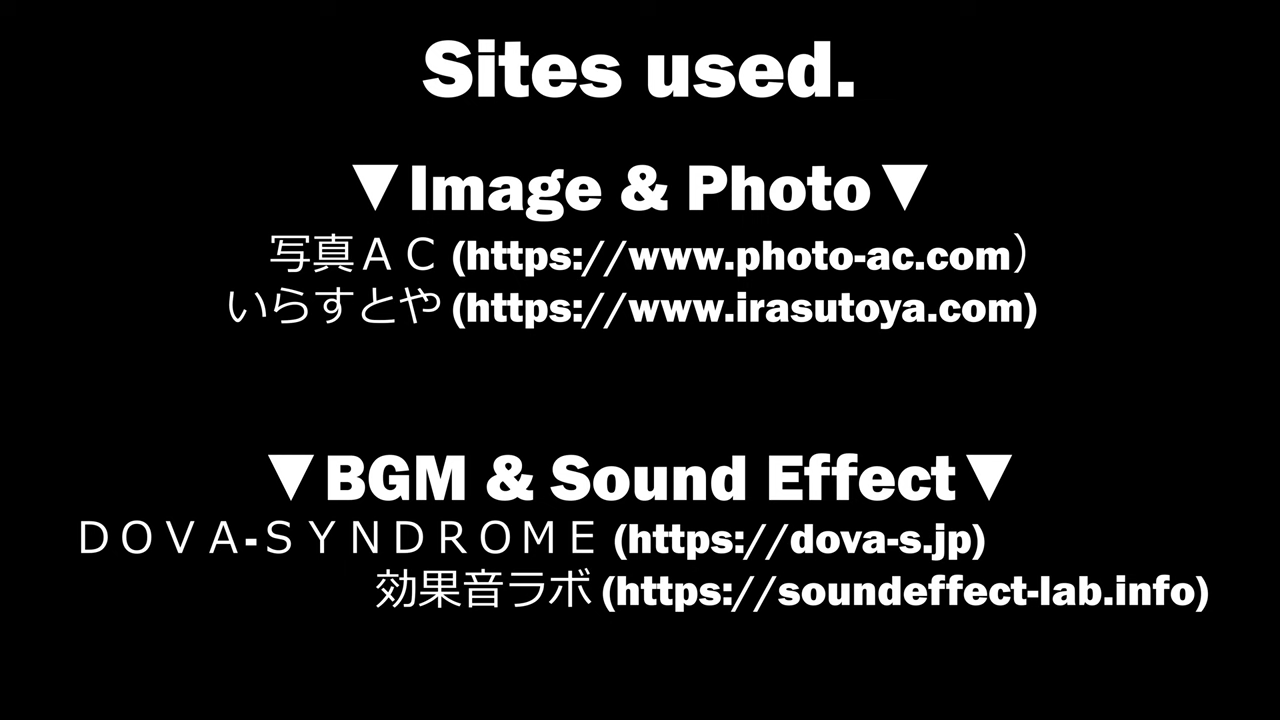 Sites used.
▼Image & Photo▼
写真ＡＣ (https://www.photo-ac.com）
いらすとや (https://www.irasutoya.com)
▼BGM & Sound Effect▼
ＤＯＶＡ-ＳＹＮＤＲＯＭＥ (https://dova-s.jp)
効果音ラボ (https://soundeffect-lab.info)